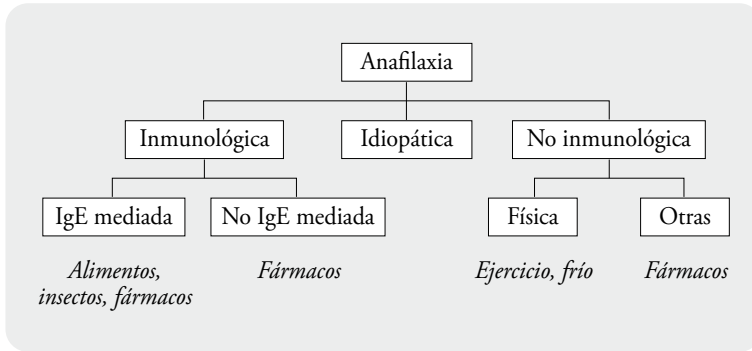 Anafilaxia
Inmunológica
Idiopática
No inmunológica
IgE mediada
No IgE mediada
Física
Otras
Alimentos,
insectos, fármacos
Fármacos
Ejercicio, frío
Fármacos